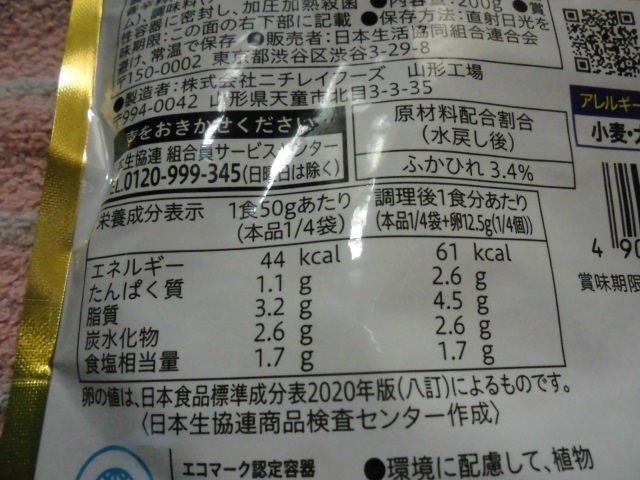 味容器に密封し、加圧加熱殺菌 ●内容量:200g ●賞
味期限:この面の右下部に記載 ●保存方法:直射日光を
避け、常温で保存 ●販売者:日本生活協同組合連合会
〒150-0002 東京都渋谷区渋谷3-29-8
●製造者:株式会社ニチレイフーズ 山形工場
〒994-0042 山形県天童市北目3-3-35
声をおきかせください
生協連 組合員サービスセンター
TEL.0120-999-345(日曜日は除く)
原材料配合割合
(水戻し後)
ふかひれ 3.4%
アレルギー
小麦・
栄養成分表示 1食50gあたり 調理後1食分あたり
(本品1/4袋) (本品1/4袋+卵12.5g(1/4個))
エネルギー 44 kcal 61 kcal
たんぱく質 1.1 g 2.6 g
脂質 3.2 g 4.5 g
炭水化物 2.6 g 2.6 g
食塩相当量 1.7 g 1.7 g
4 90
賞味期限
卵の値は、日本食品標準成分表2020年版(八訂)によるものです。
〈日本生協連商品検査センター作成〉
エコマーク認定容器
●環境に配慮して、植物